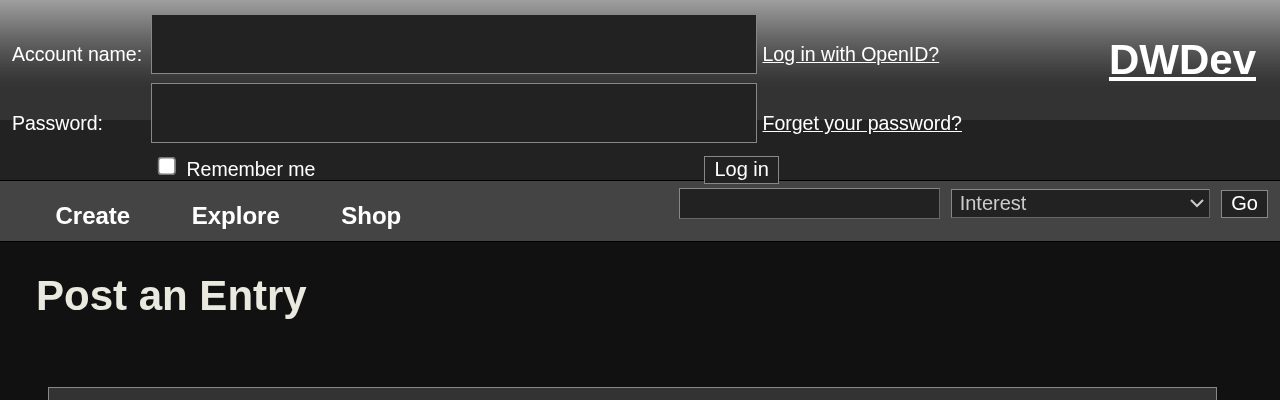 Account name: Log in with OpenID? DWDev
Password: Forget your password?
Remember me Log in
Create Explore Shop Interest Go
Post an Entry